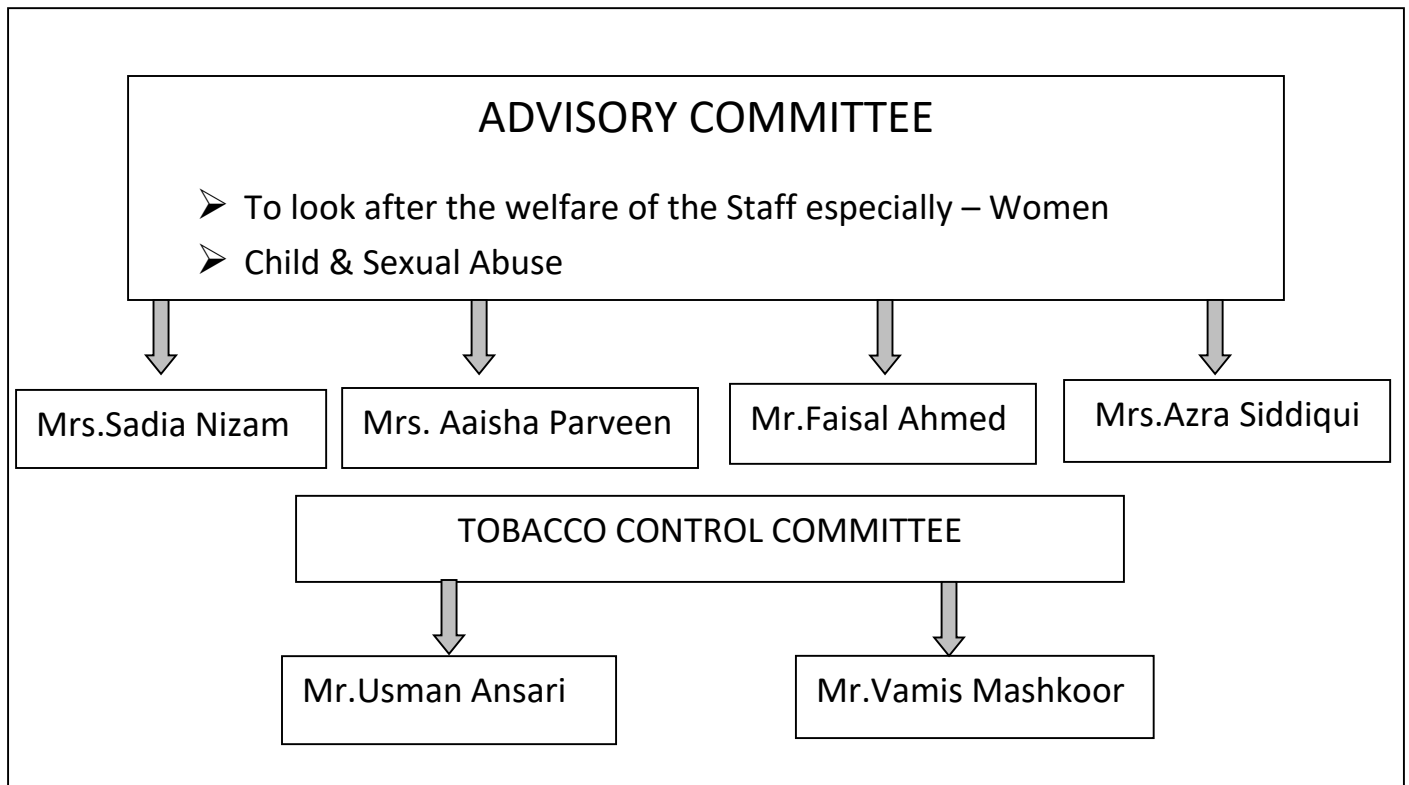 ADVISORY COMMITTEE
➢ To look after the welfare of the Staff especially – Women
➢ Child & Sexual Abuse
Mrs.Sadia Nizam
Mrs. Aaisha Parveen
Mr.Faisal Ahmed
Mrs.Azra Siddiqui
TOBACCO CONTROL COMMITTEE
Mr.Usman Ansari
Mr.Vamis Mashkoor